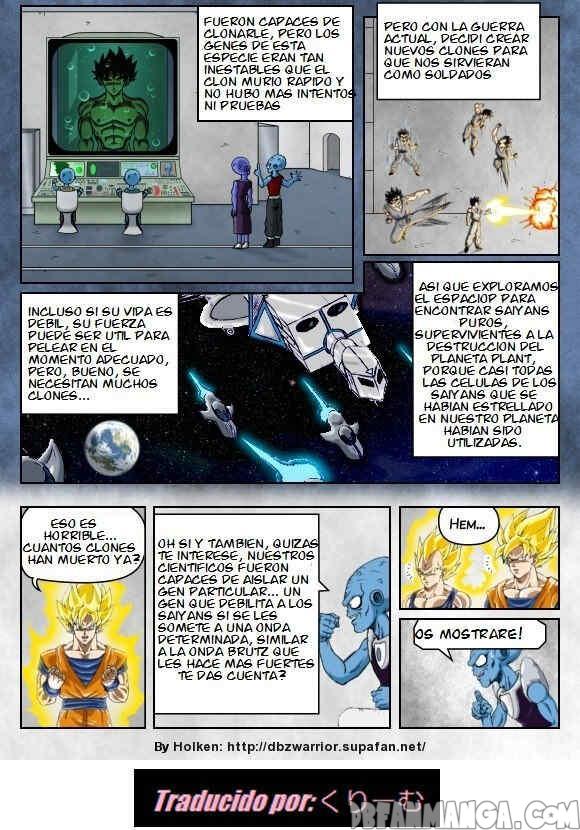 FUERON CAPACES DE
CLONARLE, PERO LOS
GENES DE ESTA
ESPECIE ERAN TAN
INESTABLES QUE EL
CLON MURIO RAPIDO Y
NO HUBO MAS INTENTOS
NI PRUEBAS
PERO CON LA GUERRA
ACTUAL, DECIDI CREAR
NUEVOS CLONES PARA
QUE NOS SIRVIERAN
COMO SOLDADOS
INCLUSO SI SU VIDA ES
DEBIL, SU FUERZA
PUEDE SER UTIL PARA
PELEAR EN EL
MOMENTO ADECUADO,
PERO, BUENO, SE
NECESITAN MUCHOS
CLONES...
ASI QUE EXPLORAMOS
EL ESPACIOP PARA
ENCONTRAR SAIYANS
PUROS,
SUPERVIVIENTES A LA
DESTRUCCION DEL
PLANETA PLANT,
PORQUE CASI TODAS
LAS CELULAS DE LOS
SAIYANS QUE SE
HABIAN ESTRELLADO
EN NUESTRO PLANETA
HABIAN SIDO
UTILIZADAS.
ESO ES
HORRIBLE...
CUANTOS CLONES
HAN MUERTO YA?
OH SI Y TAMBIEN, QUIZAS
TE INTERESE, NUESTROS
CIENTIFICOS FUERON
CAPACES DE AISLAR UN
GEN PARTICULAR... UN
GEN QUE DEBILITA A LOS
SAIYANS SI SE LES
SOMETE A UNA ONDA
DETERMINADA, SIMILAR
A LA ONDA BRUTZ QUE
LES HACE MAS FUERTES
TE DAS CUENTA?
HEM...
OS MOSTRARE!
By Holken: http://dbzwarrior.supafan.net/
Traducido por: くりーむ
DBFANMANGA.COM